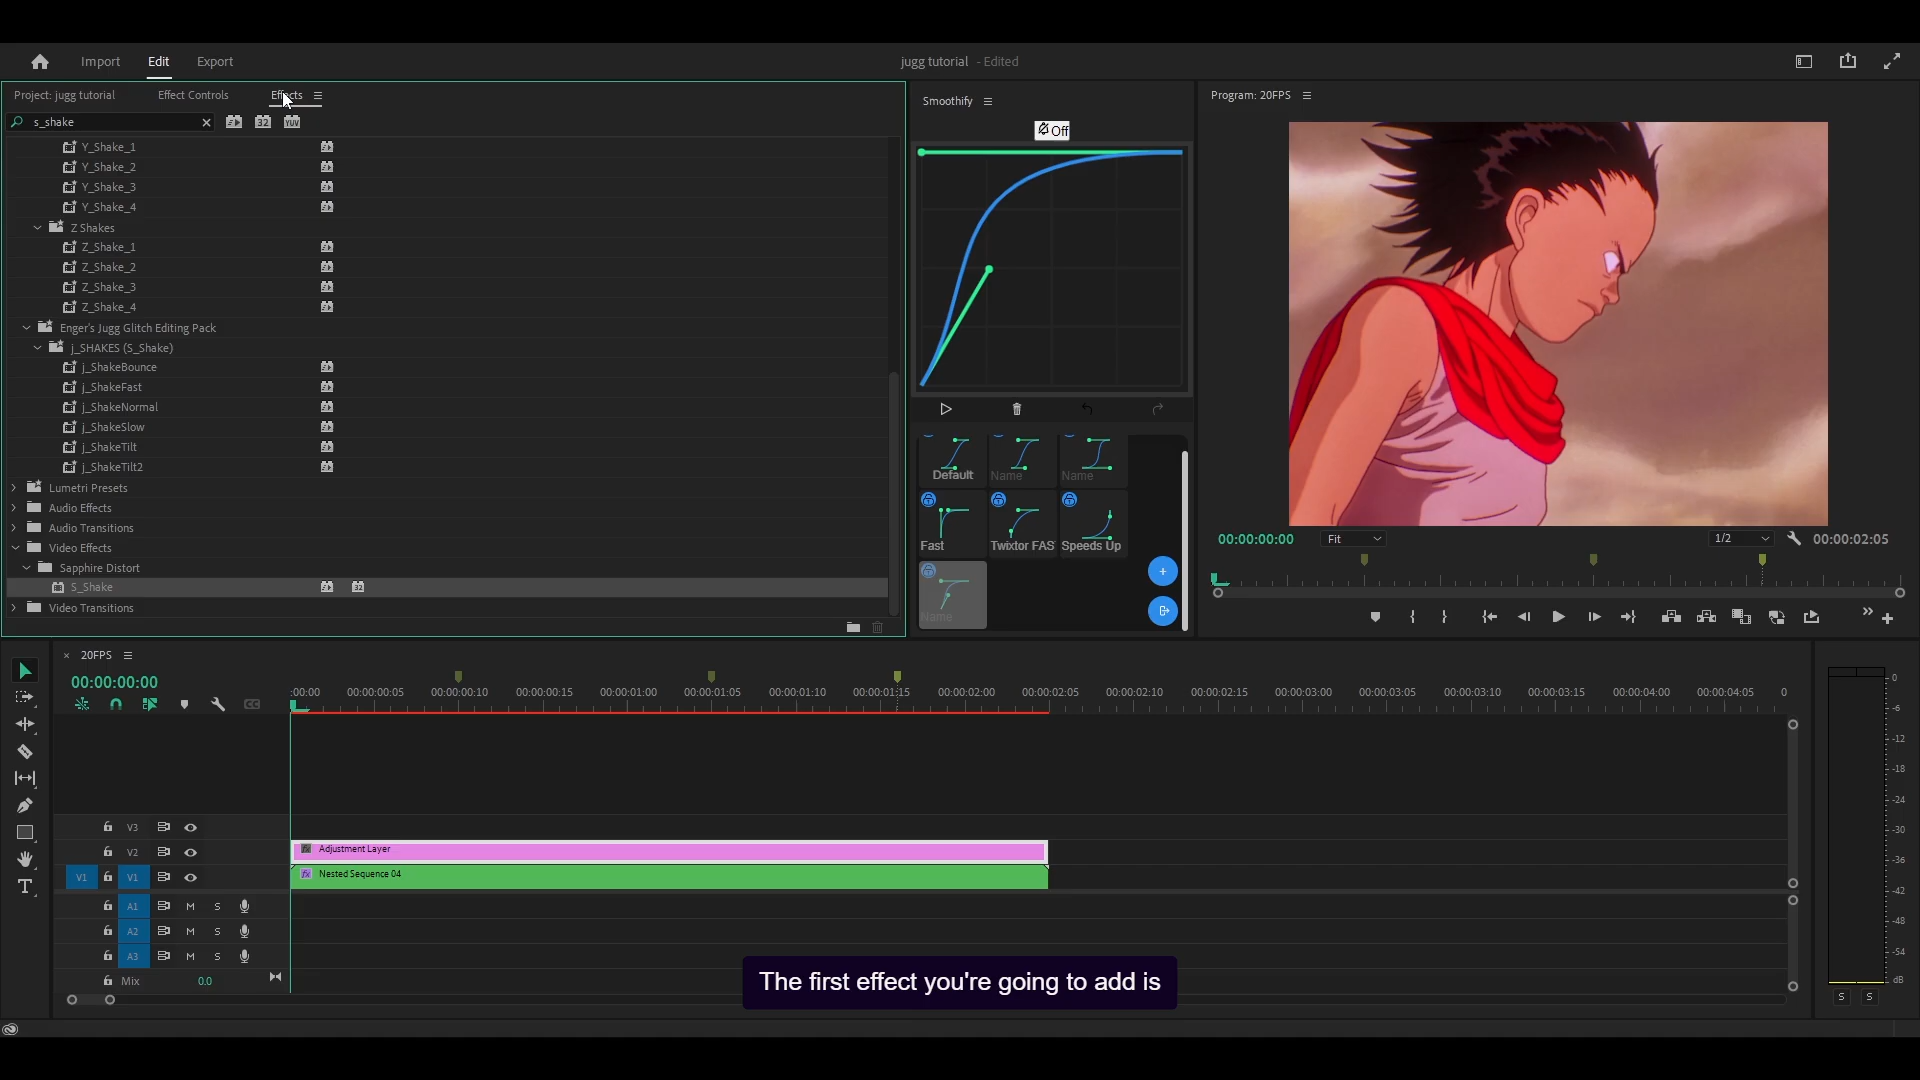 Import Edit Export
jugg tutorial - Edited
Project: jugg tutorial Effect Controls Effects
s_shake
32 YUV
Y_Shake_1
Y_Shake_2
Y_Shake_3
Y_Shake_4
Z Shakes
Z_Shake_1
Z_Shake_2
Z_Shake_3
Z_Shake_4
Enger's Jugg Glitch Editing Pack
j_SHAKES (S_Shake)
j_ShakeBounce
j_ShakeFast
j_ShakeNormal
j_ShakeSlow
j_ShakeTilt
j_ShakeTilt2
Lumetri Presets
Audio Effects
Audio Transitions
Video Effects
Sapphire Distort
S_Shake
32
Video Transitions
Smoothify
Off
Default Name Name
Fast Twixtor FAS Speeds Up
Name
Program: 20FPS
00:00:00:00 Fit 1/2 00:00:02:05
20FPS
00:00:00:00
:00:00 00:00:00:05 00:00:00:10 00:00:00:15 00:00:01:00 00:00:01:05 00:00:01:10 00:00:01:15 00:00:02:00 00:00:02:05 00:00:02:10 00:00:02:15 00:00:03:00 00:00:03:05 00:00:03:10 00:00:03:15 00:00:04:00 00:00:04:05 0
CC
V3
V2
Adjustment Layer
V1 V1
fx Nested Sequence 04
A1 M S
A2 M S
A3 M S
Mix 0.0
0
-6
-12
-18
-24
-30
-36
-42
-48
-54
dB
S S
The first effect you're going to add is